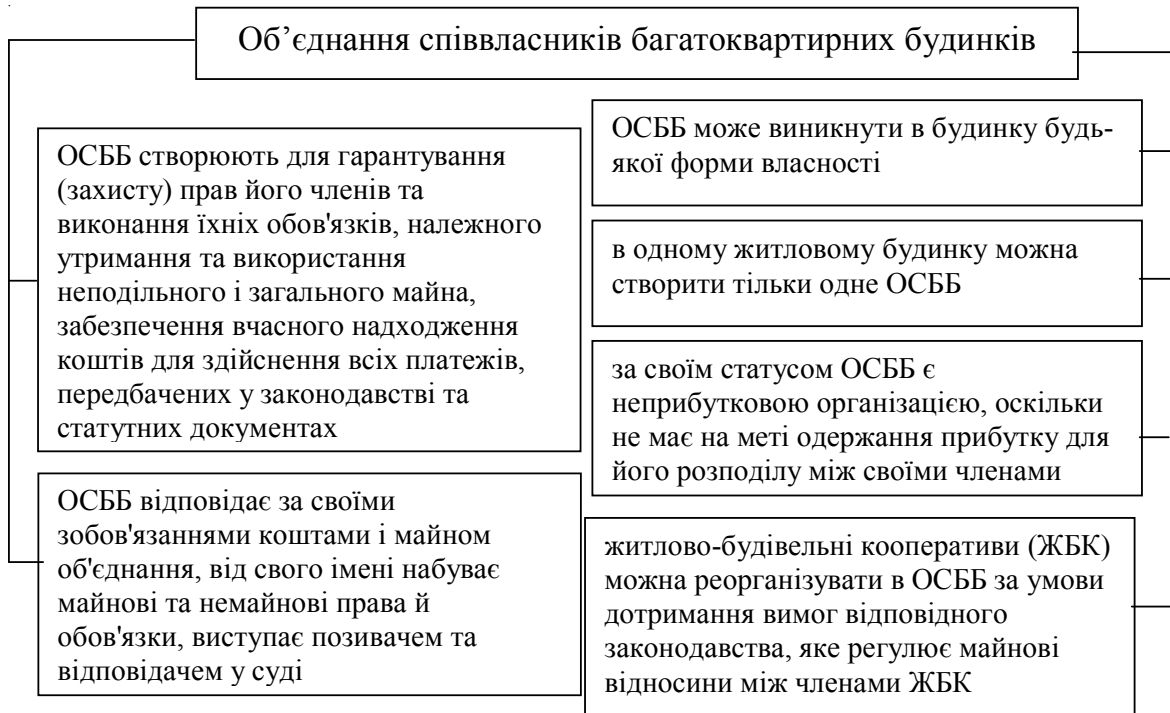 Об’єднання співвласників багатоквартирних будинків
ОСББ створюють для гарантування
(захисту) прав його членів та
виконання їхніх обов'язків, належного
утримання та використання
неподільного і загального майна,
забезпечення вчасного надходження
коштів для здійснення всіх платежів,
передбачених у законодавстві та
статутних документах
ОСББ відповідає за своїми
зобов'язаннями коштами і майном
об'єднання, від свого імені набуває
майнові та немайнові права й
обов'язки, виступає позивачем та
відповідачем у суді
ОСББ може виникнути в будинку будь-
якої форми власності
в одному житловому будинку можна
створити тільки одне ОСББ
за своїм статусом ОСББ є
неприбутковою організацією, оскільки
не має на меті одержання прибутку для
його розподілу між своїми членами
житлово-будівельні кооперативи (ЖБК)
можна реорганізувати в ОСББ за умови
дотримання вимог відповідного
законодавства, яке регулює майнові
відносини між членами ЖБК